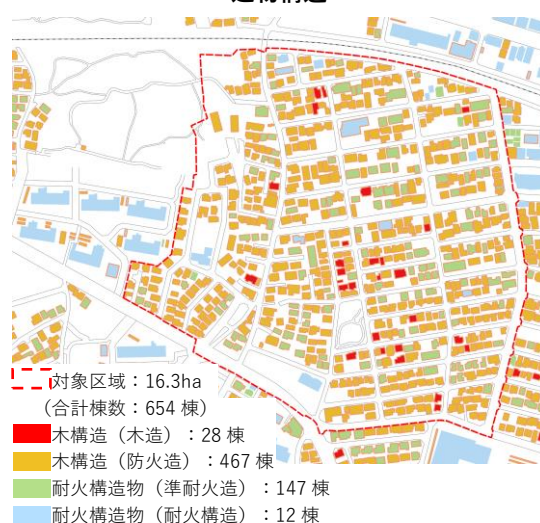 対象区域：16.3ha
（合計棟数：654 棟）
木構造（木造）：28 棟
木構造（防火造）：467 棟
耐火構造物（準耐火造）：147 棟
耐火構造物（耐火構造）：12 棟